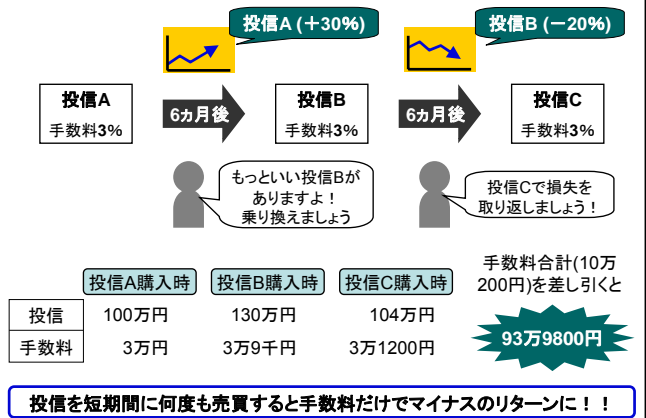 投信A (＋30%)
投信B (－20%)
投信A
手数料3%
6ヵ月後
投信B
手数料3%
6ヵ月後
投信C
手数料3%
もっといい投信Bが
ありますよ！
乗り換えましょう
投信Cで損失を
取り返しましょう！
手数料合計(10万
200円)を差し引くと
93万9800円
投信A購入時 投信B購入時 投信C購入時
投信 100万円 130万円 104万円
手数料 3万円 3万9千円 3万1200円
投信を短期間に何度も売買すると手数料だけでマイナスのリターンに！！